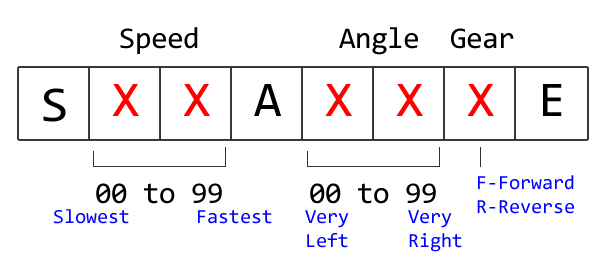 Speed Angle Gear
S X X A X X X E
00 to 99 00 to 99
Slowest Fastest Very Left Very Right
F-Forward
R-Reverse